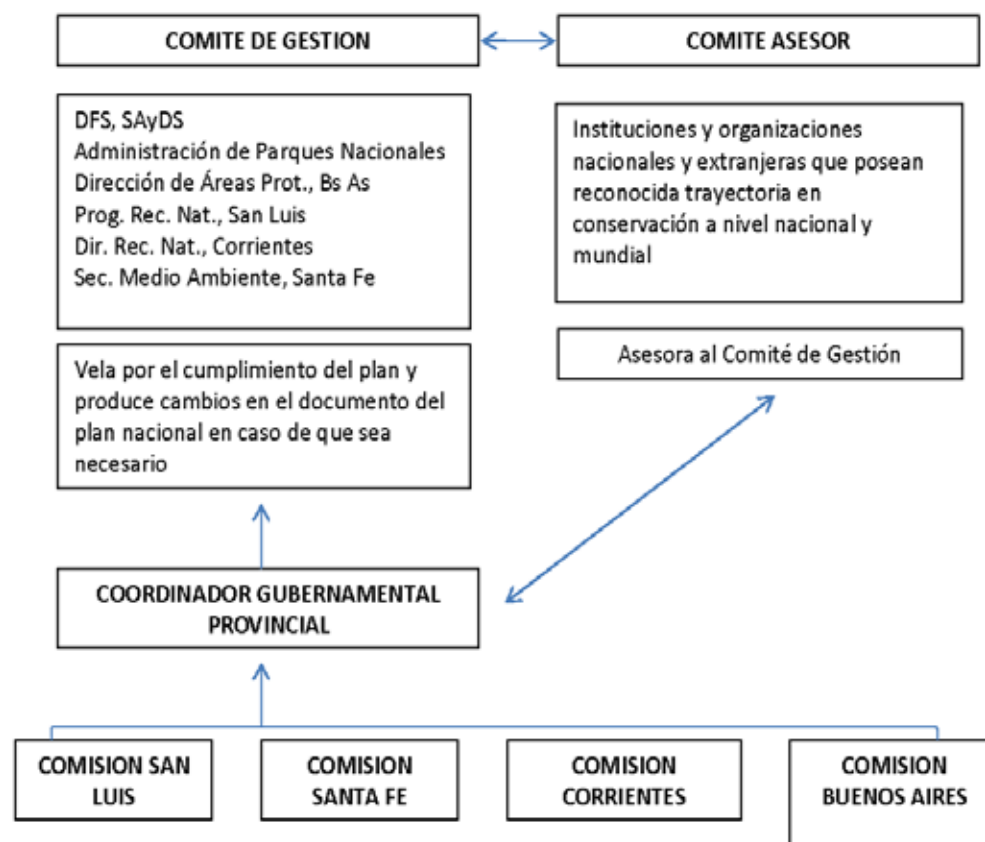 COMITE DE GESTION
COMITE ASESOR
DFS, SAyDS
Administración de Parques Nacionales
Dirección de Áreas Prot., Bs As
Prog. Rec. Nat., San Luis
Dir. Rec. Nat., Corrientes
Sec. Medio Ambiente, Santa Fe
Instituciones y organizaciones
nacionales y extranjeras que posean
reconocida trayectoria en
conservación a nivel nacional y
mundial
Vela por el cumplimiento del plan y
produce cambios en el documento del
plan nacional en caso de que sea
necesario
Asesora al Comité de Gestión
COORDINADOR GUBERNAMENTAL
PROVINCIAL
COMISION SAN
LUIS
COMISION
SANTA FE
COMISION
CORRIENTES
COMISION
BUENOS AIRES